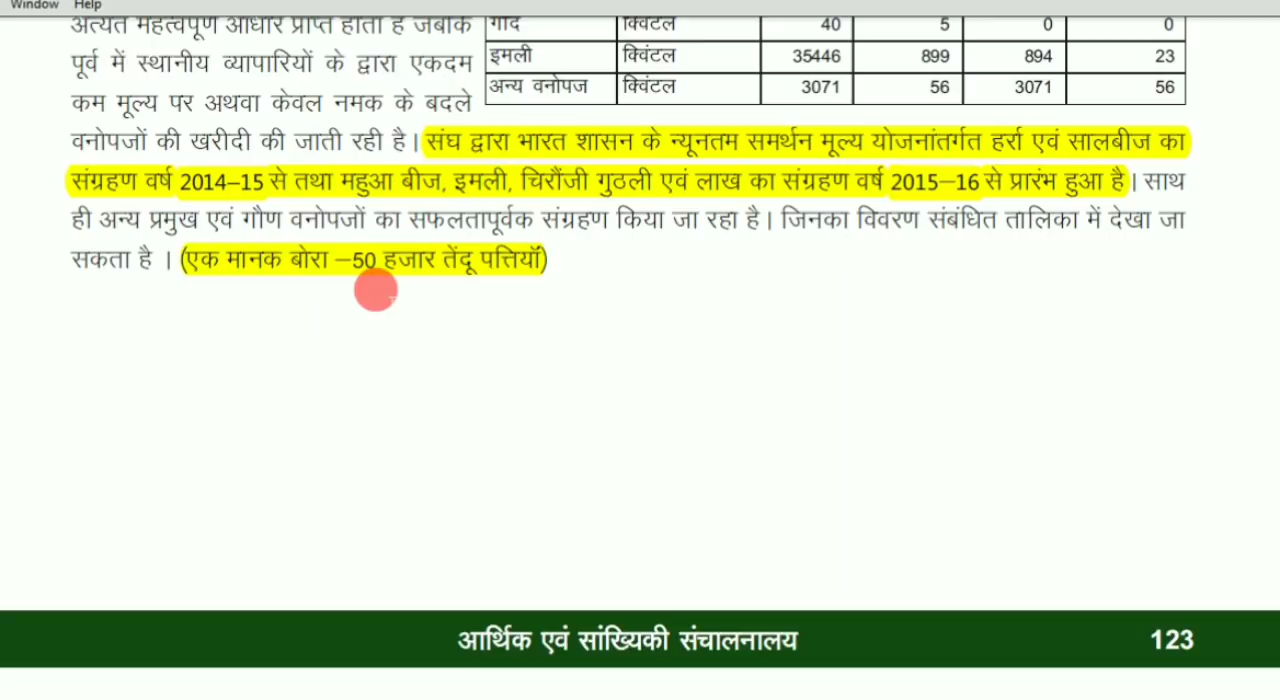 Window Help
अत्यंत महत्वपूर्ण आधार प्राप्त होता है जबकि
पूर्व में स्थानीय व्यापारियों के द्वारा एकदम
कम मूल्य पर अथवा केवल नमक के बदले
गोंद क्विंटल 40 5 0 0
इमली क्विंटल 35446 899 894 23
अन्य वनोपज क्विंटल 3071 56 3071 56
वनोपजों की खरीदी की जाती रही है। संघ द्वारा भारत शासन के न्यूनतम समर्थन मूल्य योजनांतर्गत हर्रा एवं सालबीज का
संग्रहण वर्ष 2014–15 से तथा महुआ बीज, इमली, चिरौंजी गुठली एवं लाख का संग्रहण वर्ष 2015–16 से प्रारंभ हुआ है। साथ
ही अन्य प्रमुख एवं गौण वनोपजों का सफलतापूर्वक संग्रहण किया जा रहा है। जिनका विवरण संबंधित तालिका में देखा जा
सकता है । (एक मानक बोरा –50 हजार तेंदू पत्तियॉं)
आर्थिक एवं सांख्यिकी संचालनालय 123